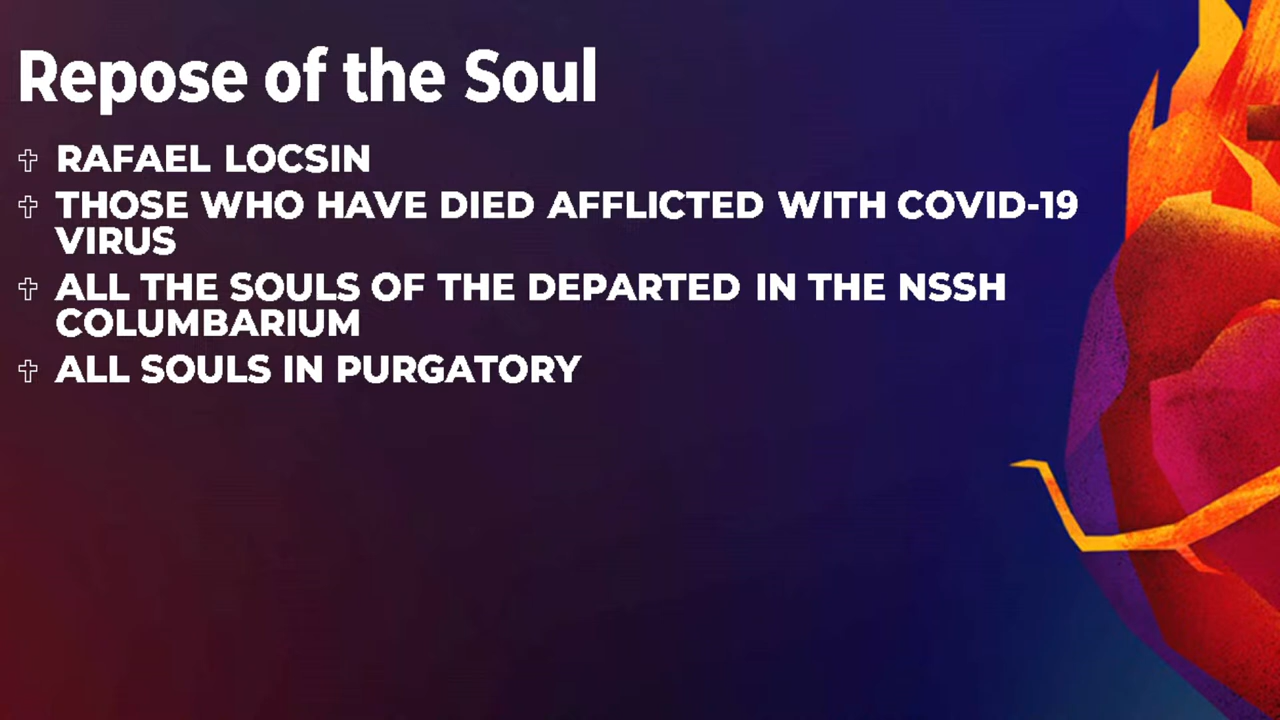 Repose of the Soul
✞ RAFAEL LOCSIN
✞ THOSE WHO HAVE DIED AFFLICTED WITH COVID-19
VIRUS
✞ ALL THE SOULS OF THE DEPARTED IN THE NSSH
COLUMBARIUM
✞ ALL SOULS IN PURGATORY